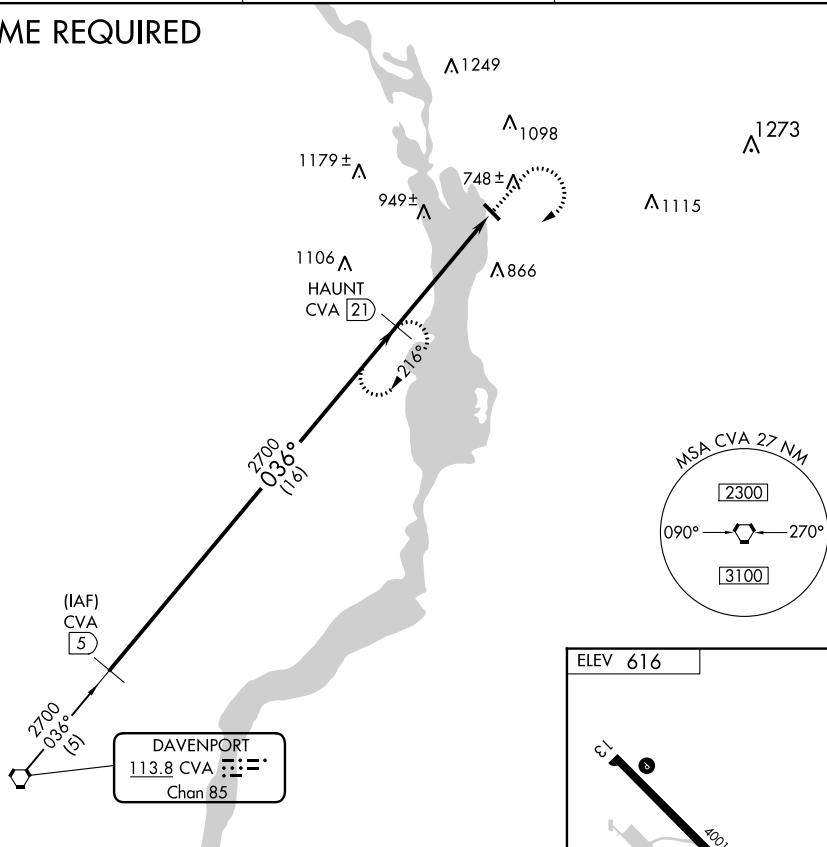 ME REQUIRED
1249
1098
1273
1179 ±
748 ±
949 ±
1115
1106
866
HAUNT
CVA 21
216°
2700
036°
(16)
MSA CVA 27 NM
2300
090°
270°
3100
(IAF)
CVA
5
2700
036°
(5)
DAVENPORT
113.8 CVA
Chan 85
ELEV 616
13
P
4001